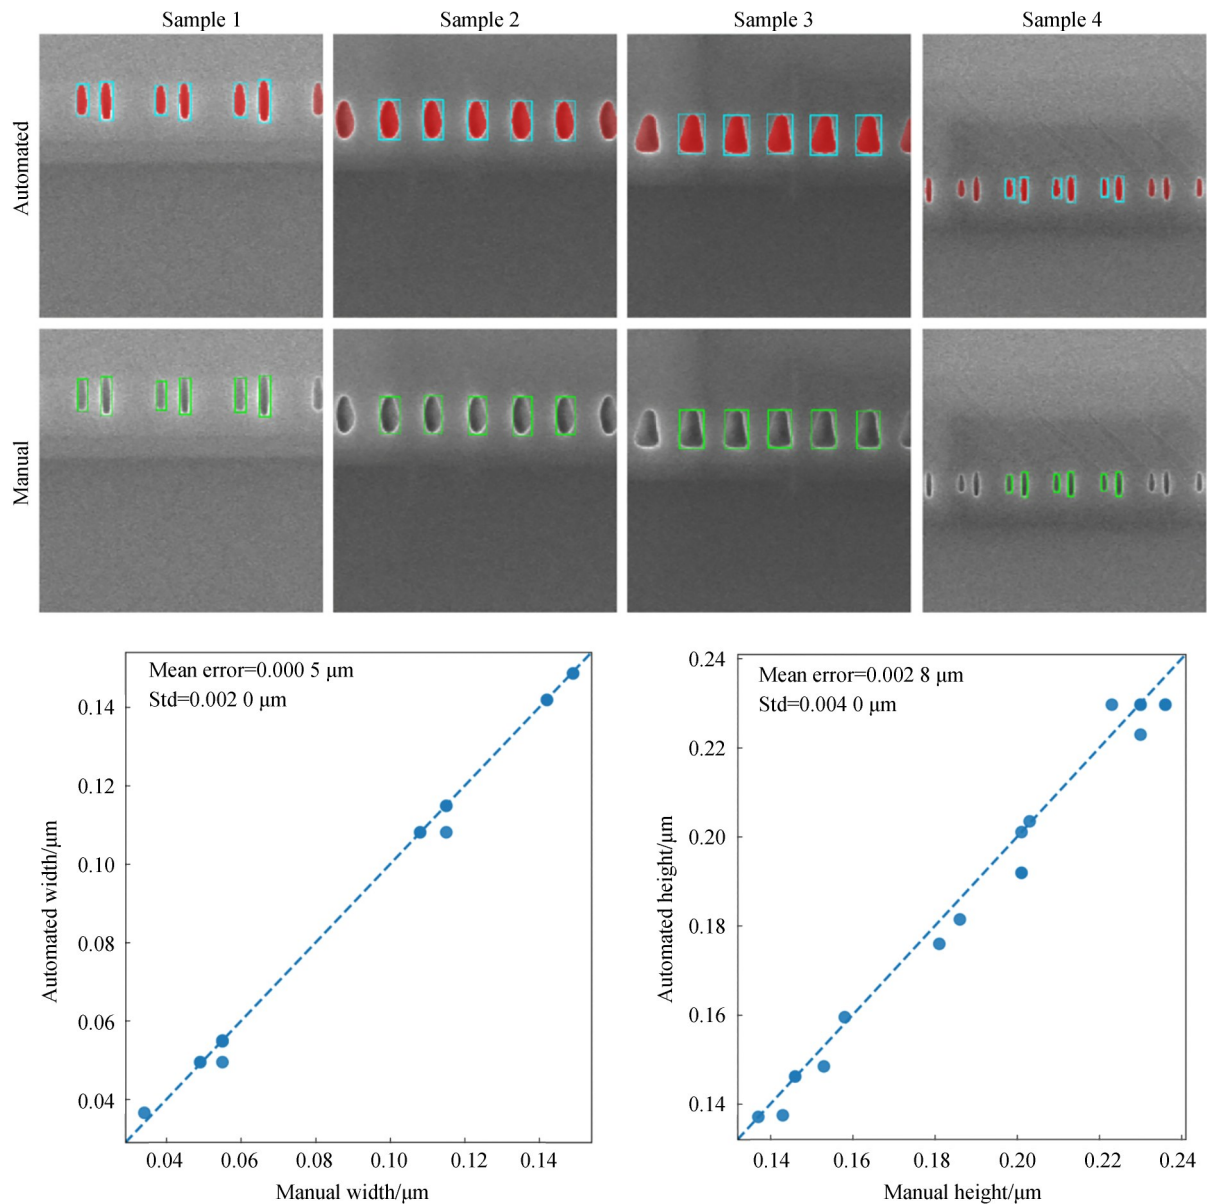 Sample 1
Sample 2
Sample 3
Sample 4
Automated
Manual
Mean error=0.000 5 μm
Std=0.002 0 μm
0.14
0.12
0.10
0.08
0.06
0.04
Automated width/μm
0.04
0.06
0.08
0.10
0.12
0.14
Manual width/μm
Mean error=0.002 8 μm
Std=0.004 0 μm
0.24
0.22
0.20
0.18
0.16
0.14
Automated height/μm
0.14
0.16
0.18
0.20
0.22
0.24
Manual height/μm